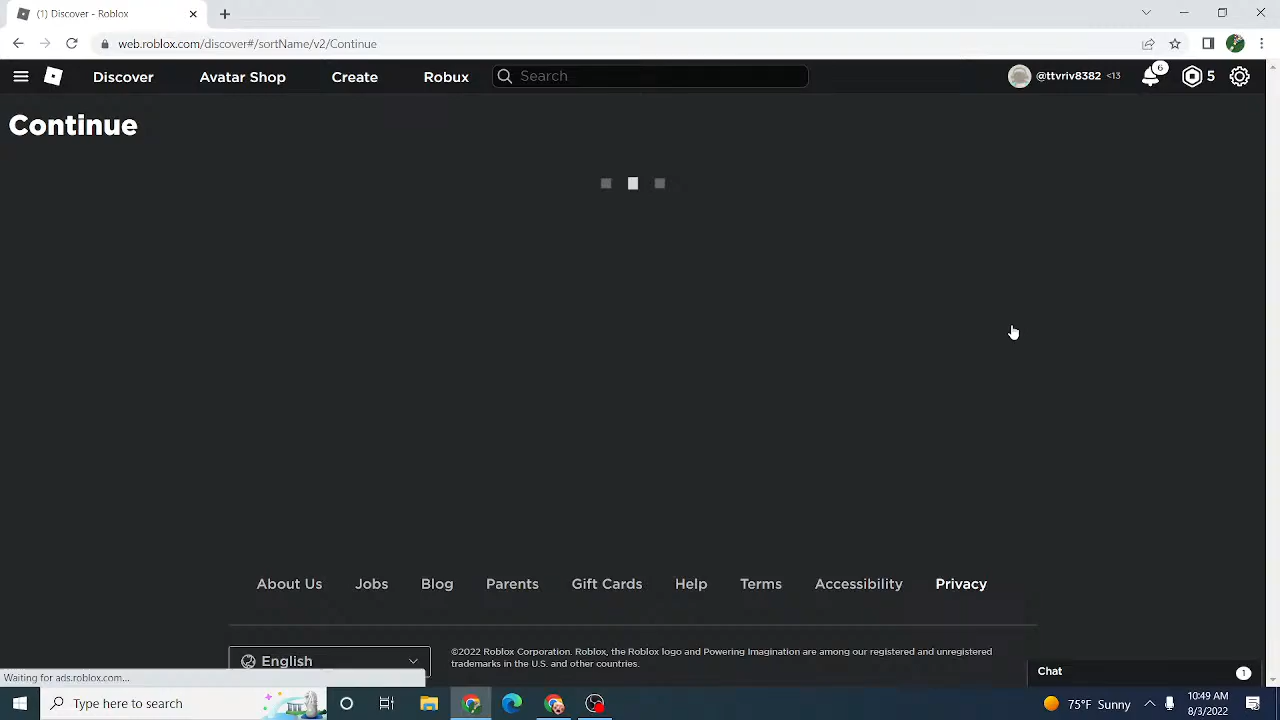 (1) Discover - Roblox
web.roblox.com/discover#/sortName/v2/Continue
Discover Avatar Shop Create Robux Search @ttvriv8382 <13 6 5
Continue
About Us Jobs Blog Parents Gift Cards Help Terms Accessibility Privacy
English
©2022 Roblox Corporation. Roblox, the Roblox logo and Powering Imagination are among our registered and unregistered
trademarks in the U.S. and other countries.
Chat 1
Waiting for ads.roblox.com...
Type here to search
75°F Sunny
10:49 AM
8/3/2022